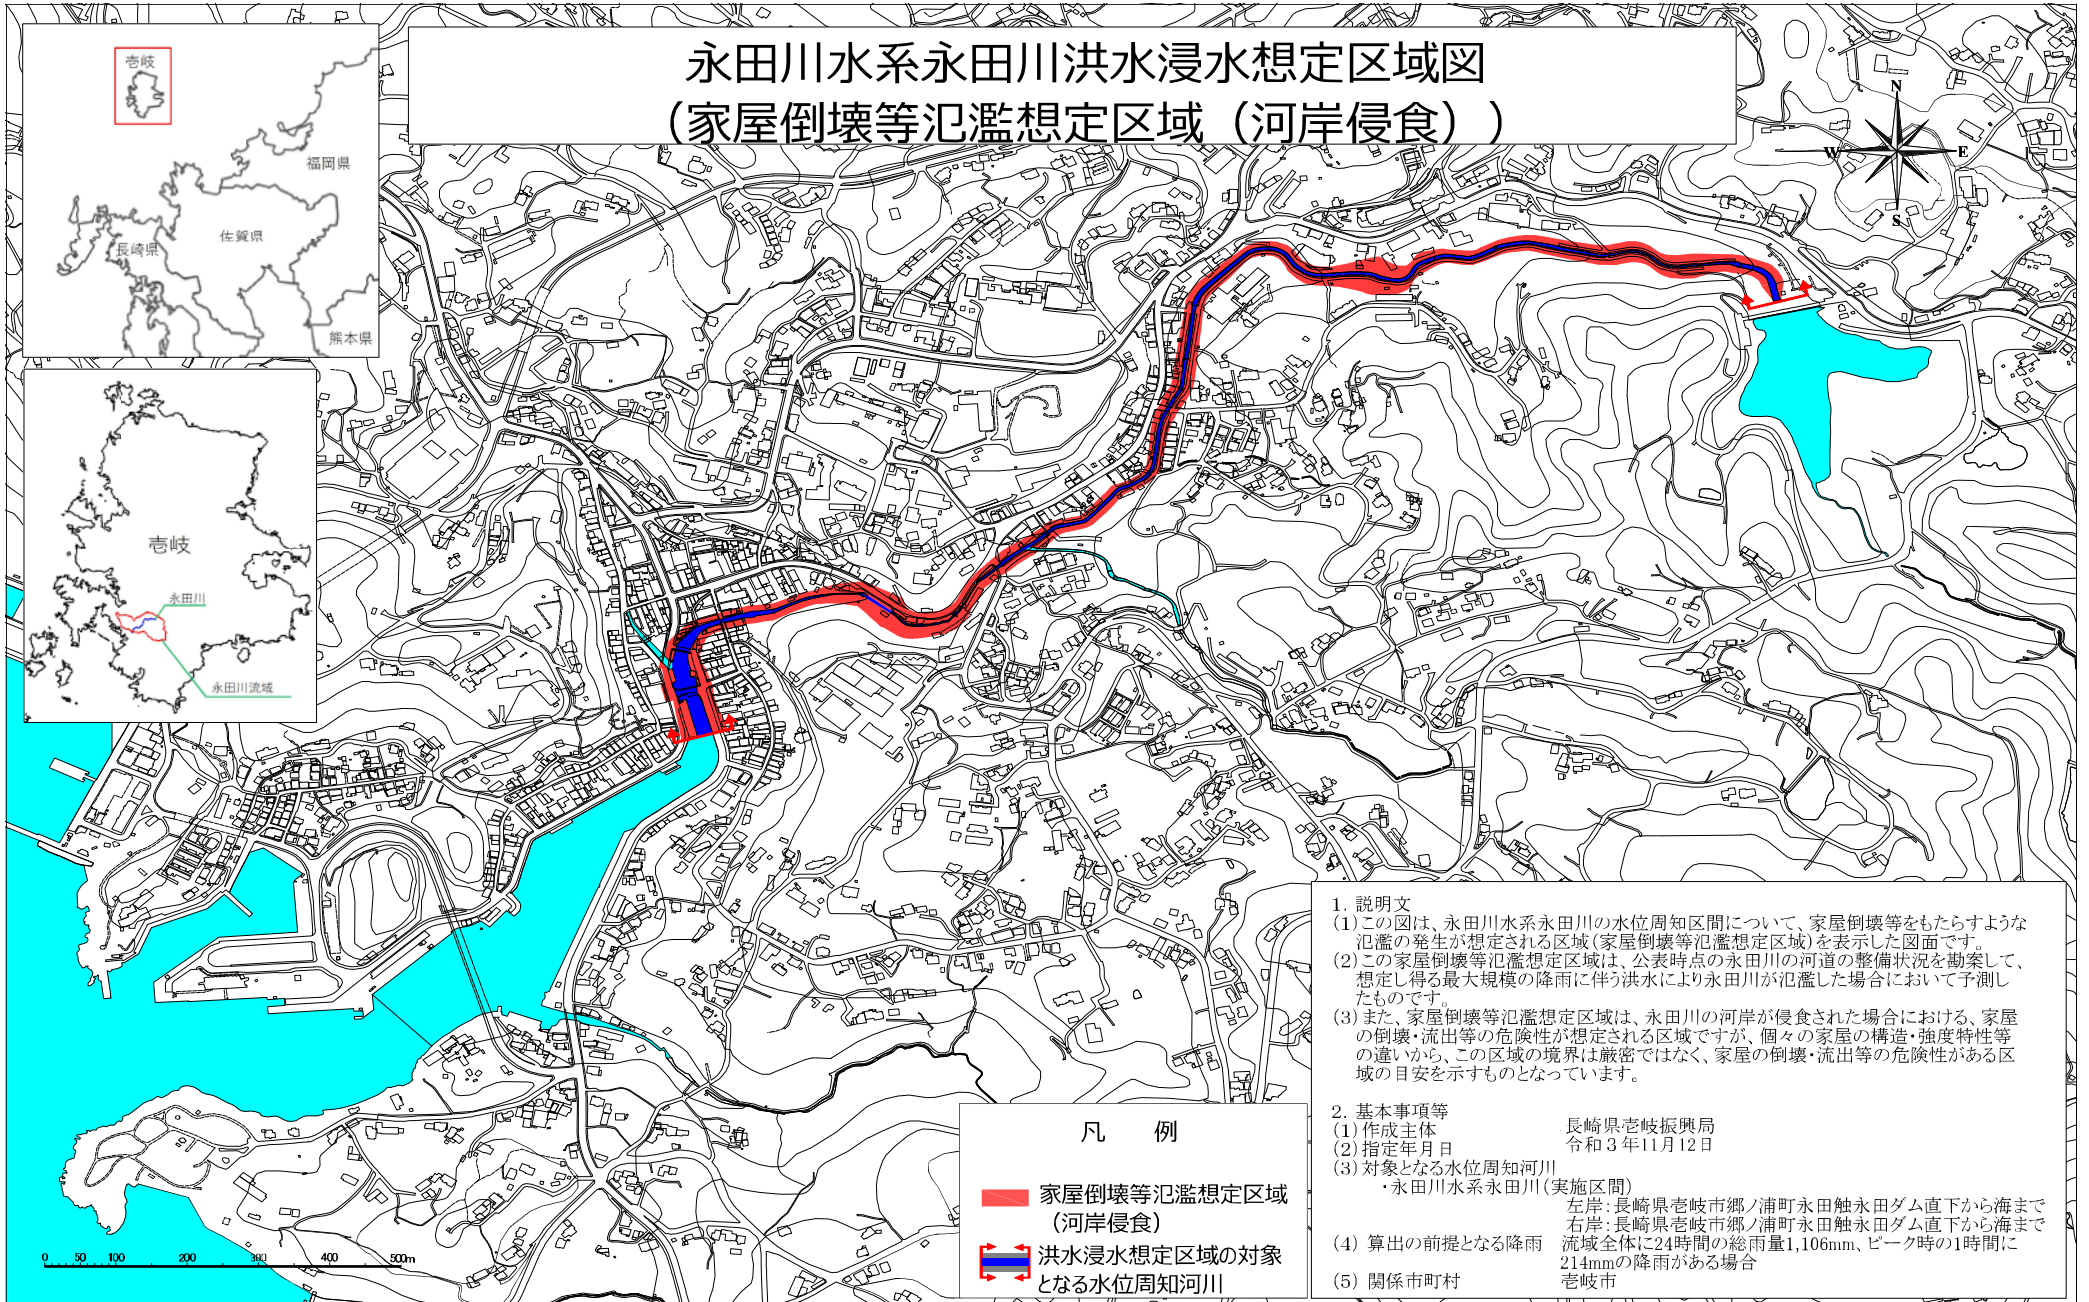 永田川水系永田川洪水浸水想定区域図
（家屋倒壊等氾濫想定区域（河岸侵食））
壱岐
福岡県
佐賀県
長崎県
熊本県
壱岐
永田川
永田川流域
N
W
E
S
1. 説明文
(1)この図は、永田川水系永田川の水位周知区間について、家屋倒壊等をもたらすような
氾濫の発生が想定される区域(家屋倒壊等氾濫想定区域)を表示した図面です。
(2)この家屋倒壊等氾濫想定区域は、公表時点の永田川の河道の整備状況を勘案して、
想定し得る最大規模の降雨に伴う洪水により永田川が氾濫した場合において予測し
たものです。
(3)また、家屋倒壊等氾濫想定区域は、永田川の河岸が侵食された場合における、家屋
の倒壊・流出等の危険性が想定される区域ですが、個々の家屋の構造・強度特性等
の違いから、この区域の境界は厳密ではなく、家屋の倒壊・流出等の危険性がある区
域の目安を示すものとなっています。
2. 基本事項等
(1)作成主体 長崎県壱岐振興局
(2)指定年月日 令和３年11月12日
(3)対象となる水位周知河川
・永田川水系永田川(実施区間)
左岸：長崎県壱岐市郷ノ浦町永田触永田ダム直下から海まで
右岸：長崎県壱岐市郷ノ浦町永田触永田ダム直下から海まで
(4) 算出の前提となる降雨 流域全体に24時間の総雨量1,106mm、ピーク時の1時間に
214mmの降雨がある場合
(5) 関係市町村 壱岐市
凡 例
家屋倒壊等氾濫想定区域
（河岸侵食）
洪水浸水想定区域の対象
となる水位周知河川
0 50 100 200 300 400 500m